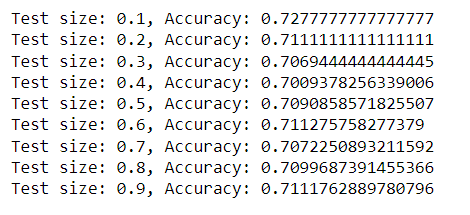 Test size: 0.1, Accuracy: 0.7277777777777777
Test size: 0.2, Accuracy: 0.7111111111111111
Test size: 0.3, Accuracy: 0.7069444444444445
Test size: 0.4, Accuracy: 0.7009378256339006
Test size: 0.5, Accuracy: 0.7090858571825507
Test size: 0.6, Accuracy: 0.711275758277379
Test size: 0.7, Accuracy: 0.7072250893211592
Test size: 0.8, Accuracy: 0.7099687391455366
Test size: 0.9, Accuracy: 0.7111762889780796